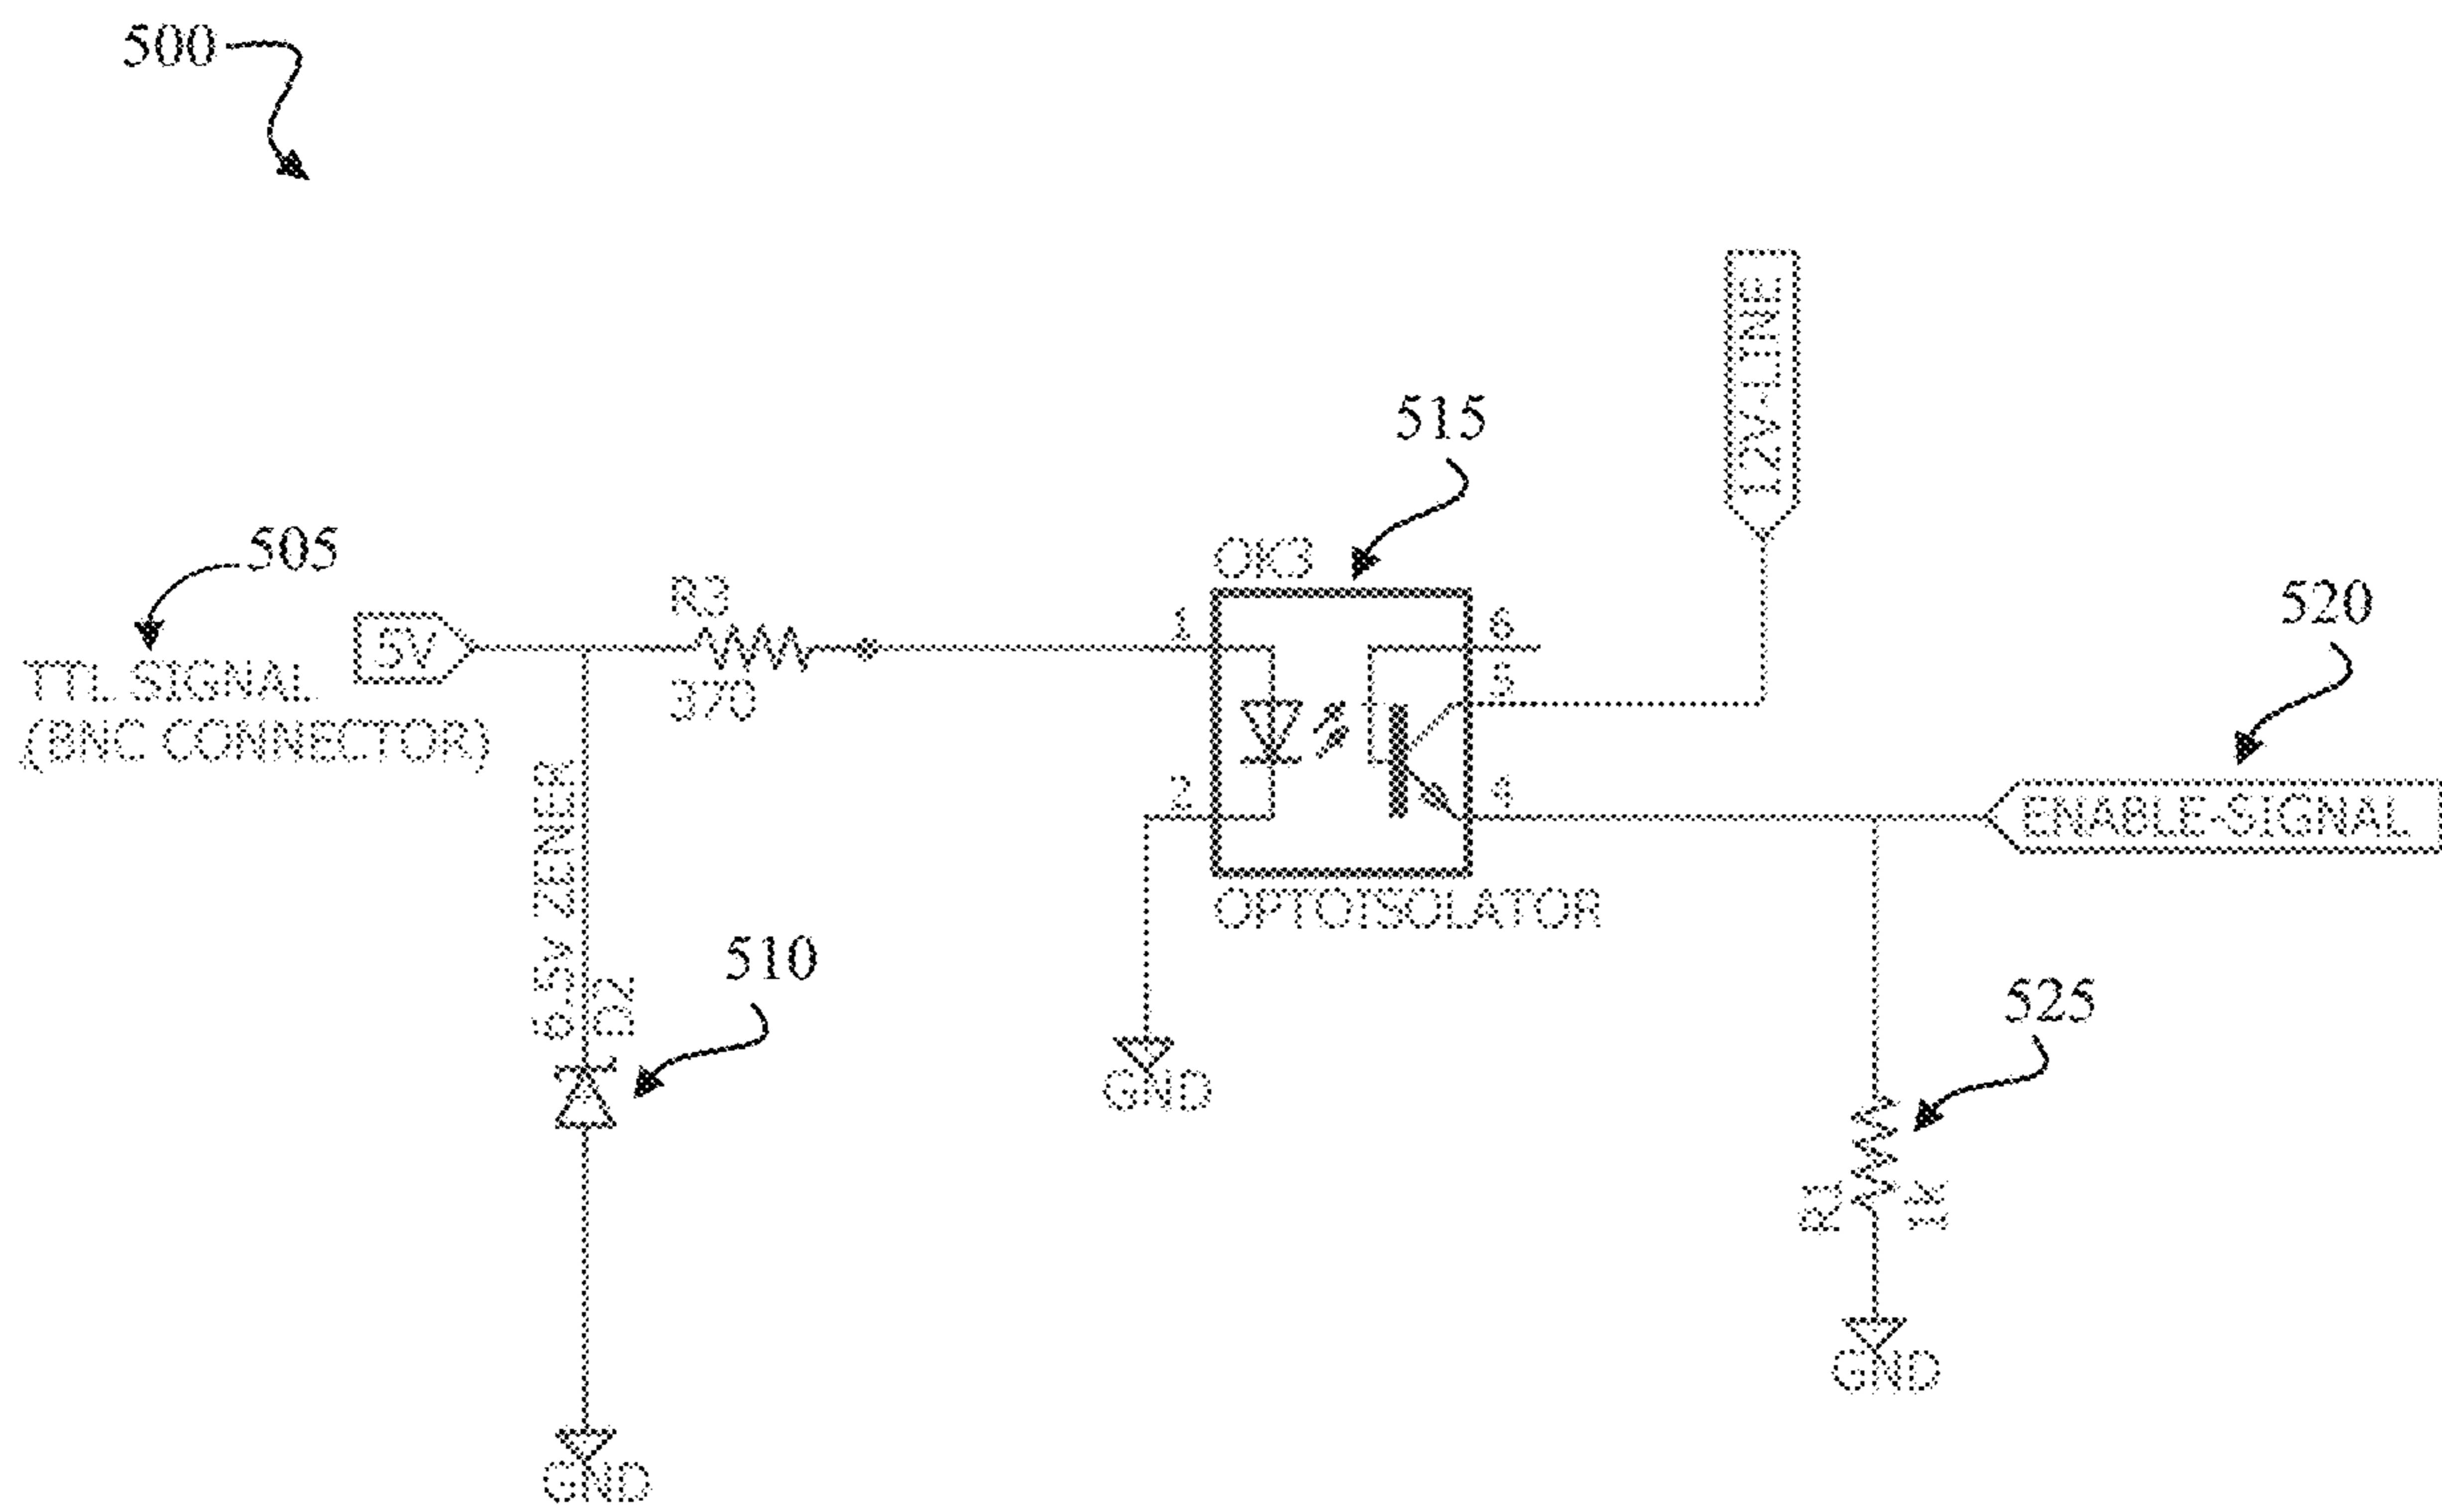 500
12V-LINE
515
505
OK3
R3
520
1
6
5V
5
TTL SIGNAL
370
(BNC CONNECTOR)
2
4
ENABLE-SIGNAL
6.5V ZENER
OPTOISOLATOR
510
D2
525
GND
R1
1K
GND
GND